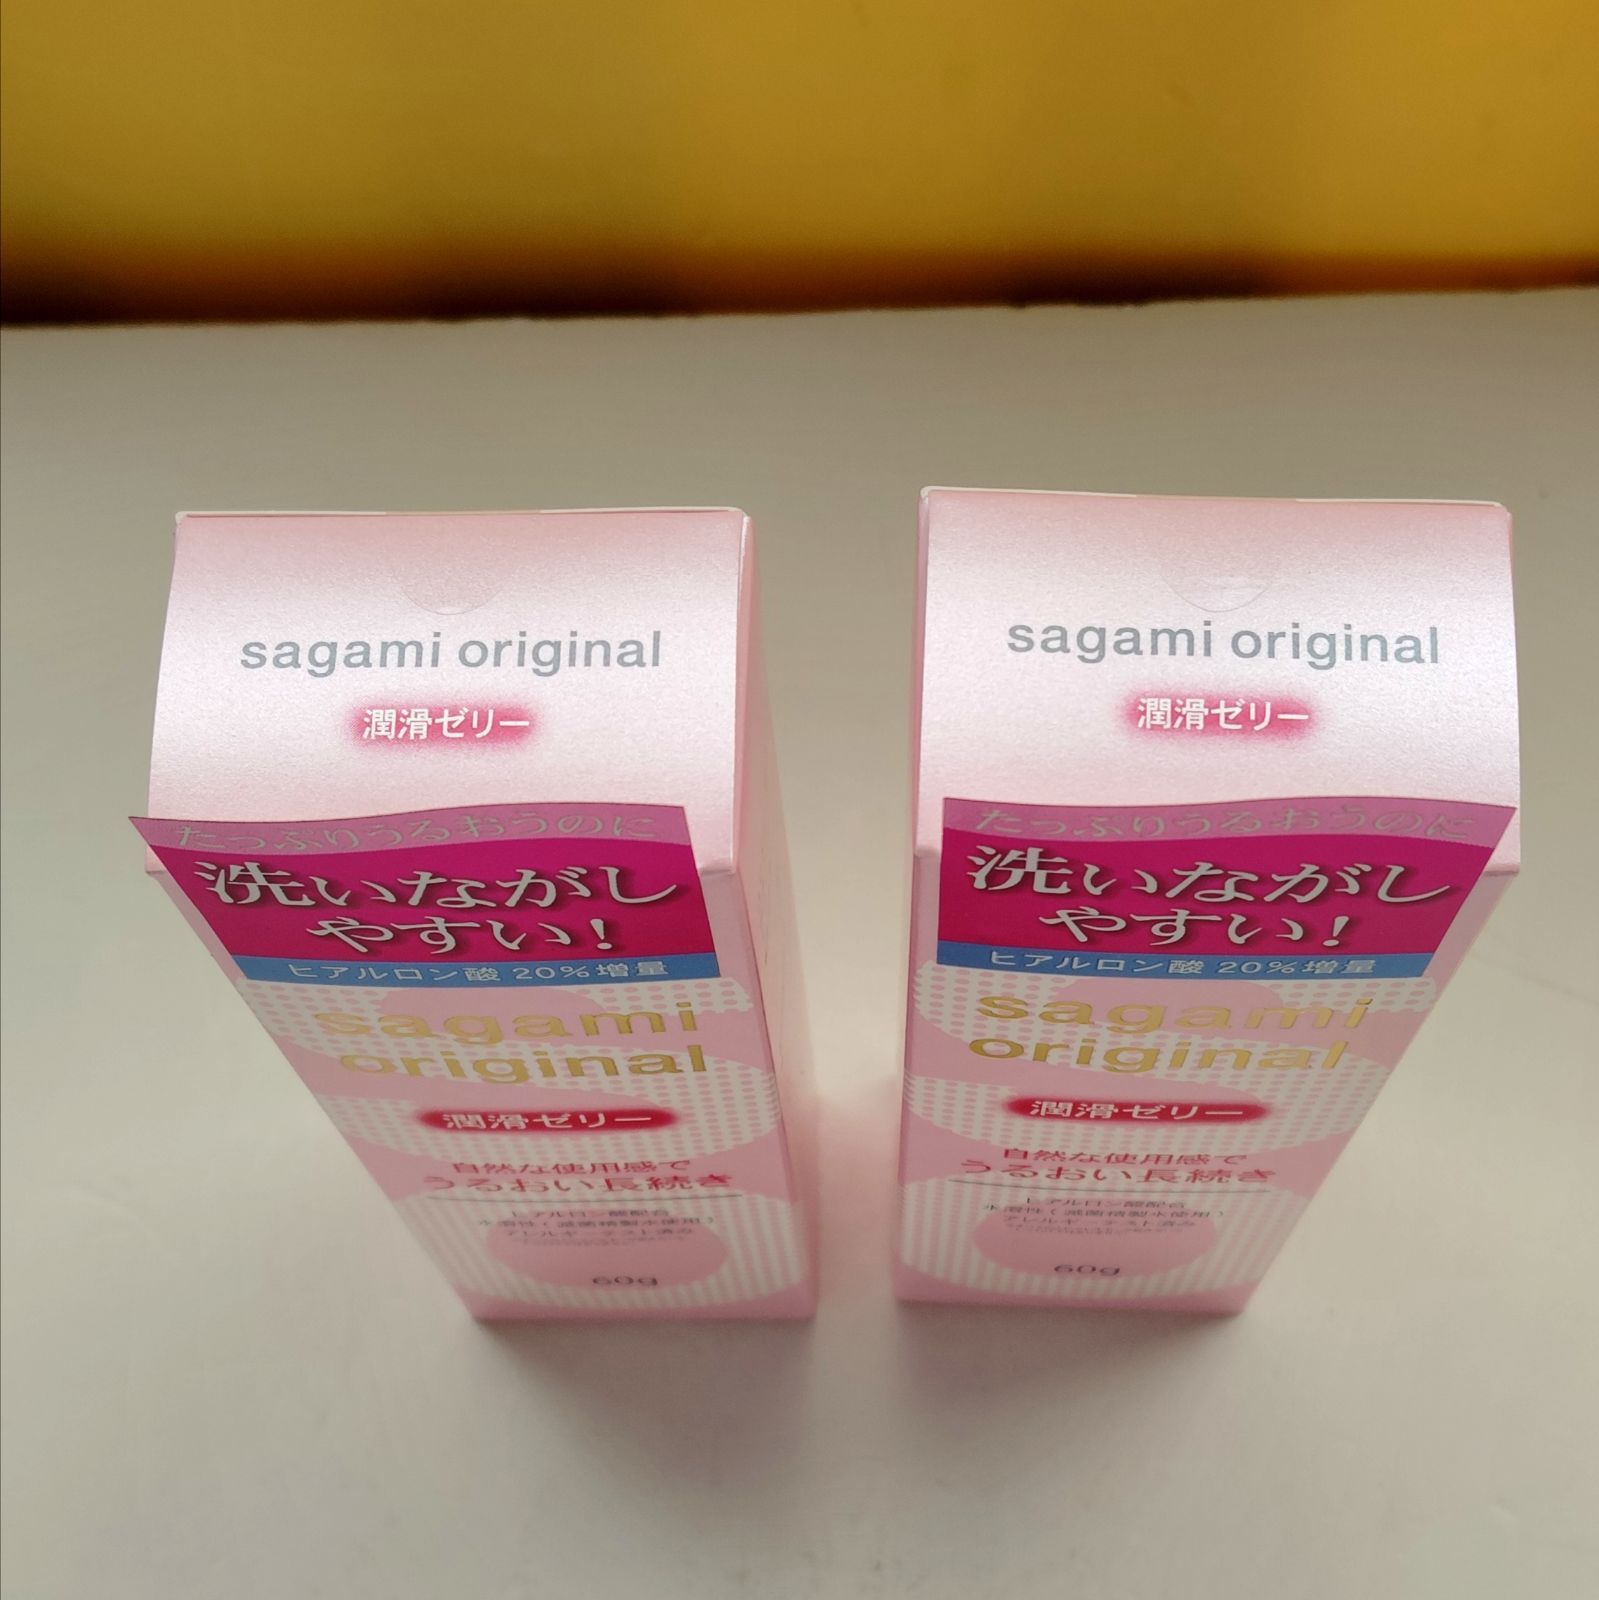 sagami original
潤滑ゼリー
たっぷりうるおうのに
洗いながし
やすい!
ヒアルロン酸 20%増量
sagami
original
潤滑ゼリー
自然な使用感で
うるおい長続き
ヒアルロン酸配合
水溶性(滅菌精製水使用)
アレルギーテスト済み
60g
sagami original
潤滑ゼリー
たっぷりうるおうのに
洗いながし
やすい!
ヒアルロン酸 20%増量
sagami
original
潤滑ゼリー
自然な使用感で
うるおい長続き
ヒアルロン酸配合
水溶性(滅菌精製水使用)
アレルギーテスト済み
60g